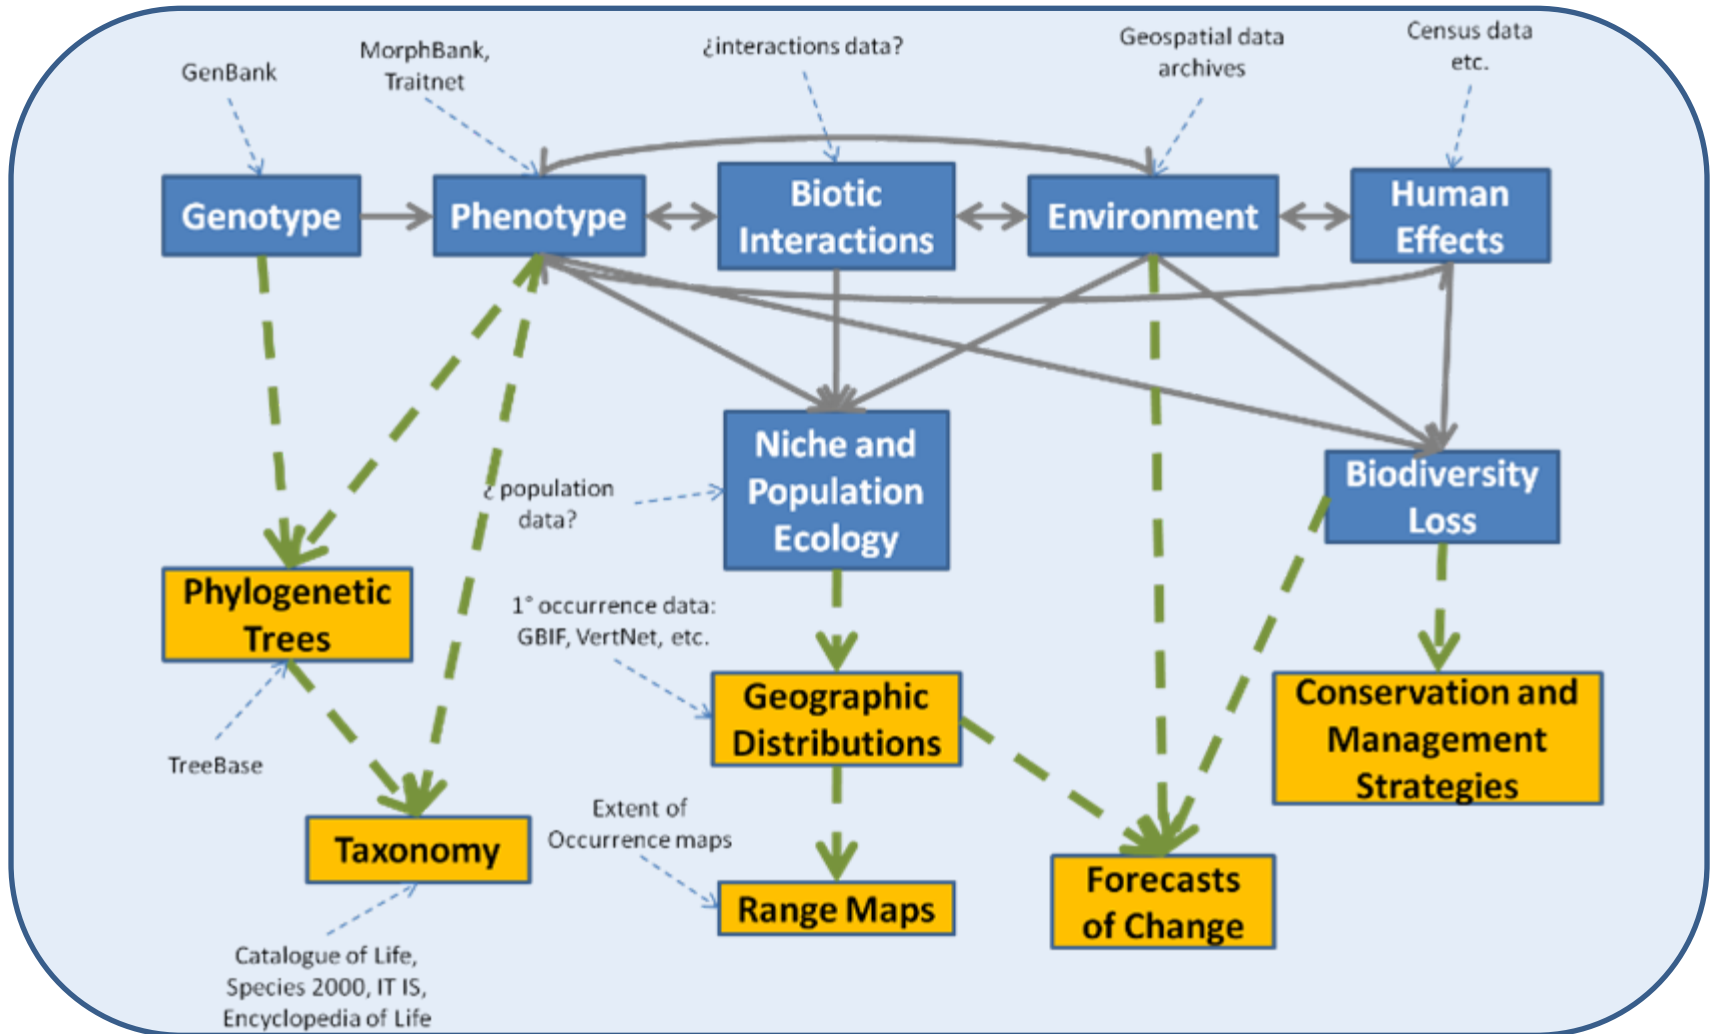 GenBank
MorphBank,
Traitnet
¿interactions data?
Geospatial data
archives
Census data
etc.
Genotype
Phenotype
Biotic
Interactions
Environment
Human
Effects
Niche and
Population
Ecology
¿ population
data?
Biodiversity
Loss
Phylogenetic
Trees
1° occurrence data:
GBIF, VertNet, etc.
Geographic
Distributions
Conservation and
Management
Strategies
TreeBase
Taxonomy
Extent of
Occurrence maps
Range Maps
Forecasts
of Change
Catalogue of Life,
Species 2000, IT IS,
Encyclopedia of Life